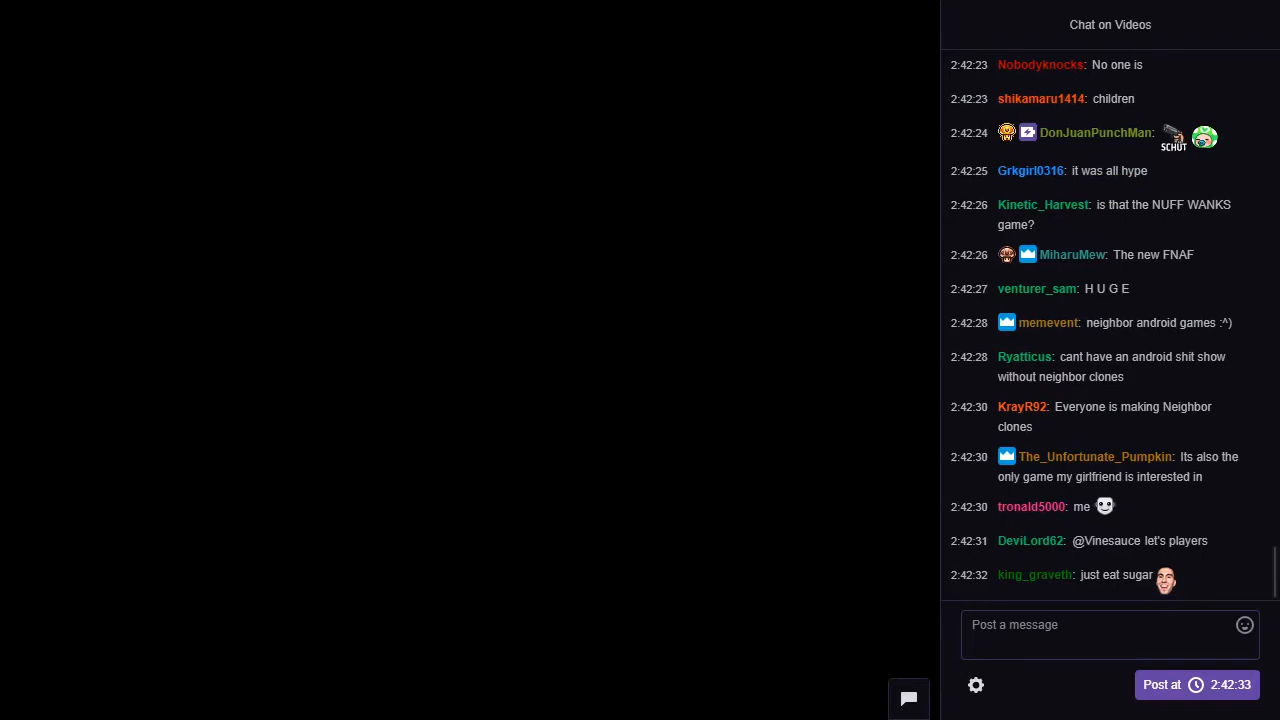 Chat on Videos
2:42:23 Nobodyknocks: No one is
2:42:23 shikamaru1414: children
2:42:24 DonJuanPunchMan: SCHUT
2:42:25 Grkgirl0316: it was all hype
2:42:26 Kinetic_Harvest: is that the NUFF WANKS
game?
2:42:26 MiharuMew: The new FNAF
2:42:27 venturer_sam: H U G E
2:42:28 memevent: neighbor android games :^)
2:42:28 Ryatticus: cant have an android shit show
without neighbor clones
2:42:30 KrayR92: Everyone is making Neighbor
clones
2:42:30 The_Unfortunate_Pumpkin: Its also the
only game my girlfriend is interested in
2:42:30 tronald5000: me
2:42:31 DeviLord62: @Vinesauce let's players
2:42:32 king_graveth: just eat sugar
Post a message
Post at 2:42:33